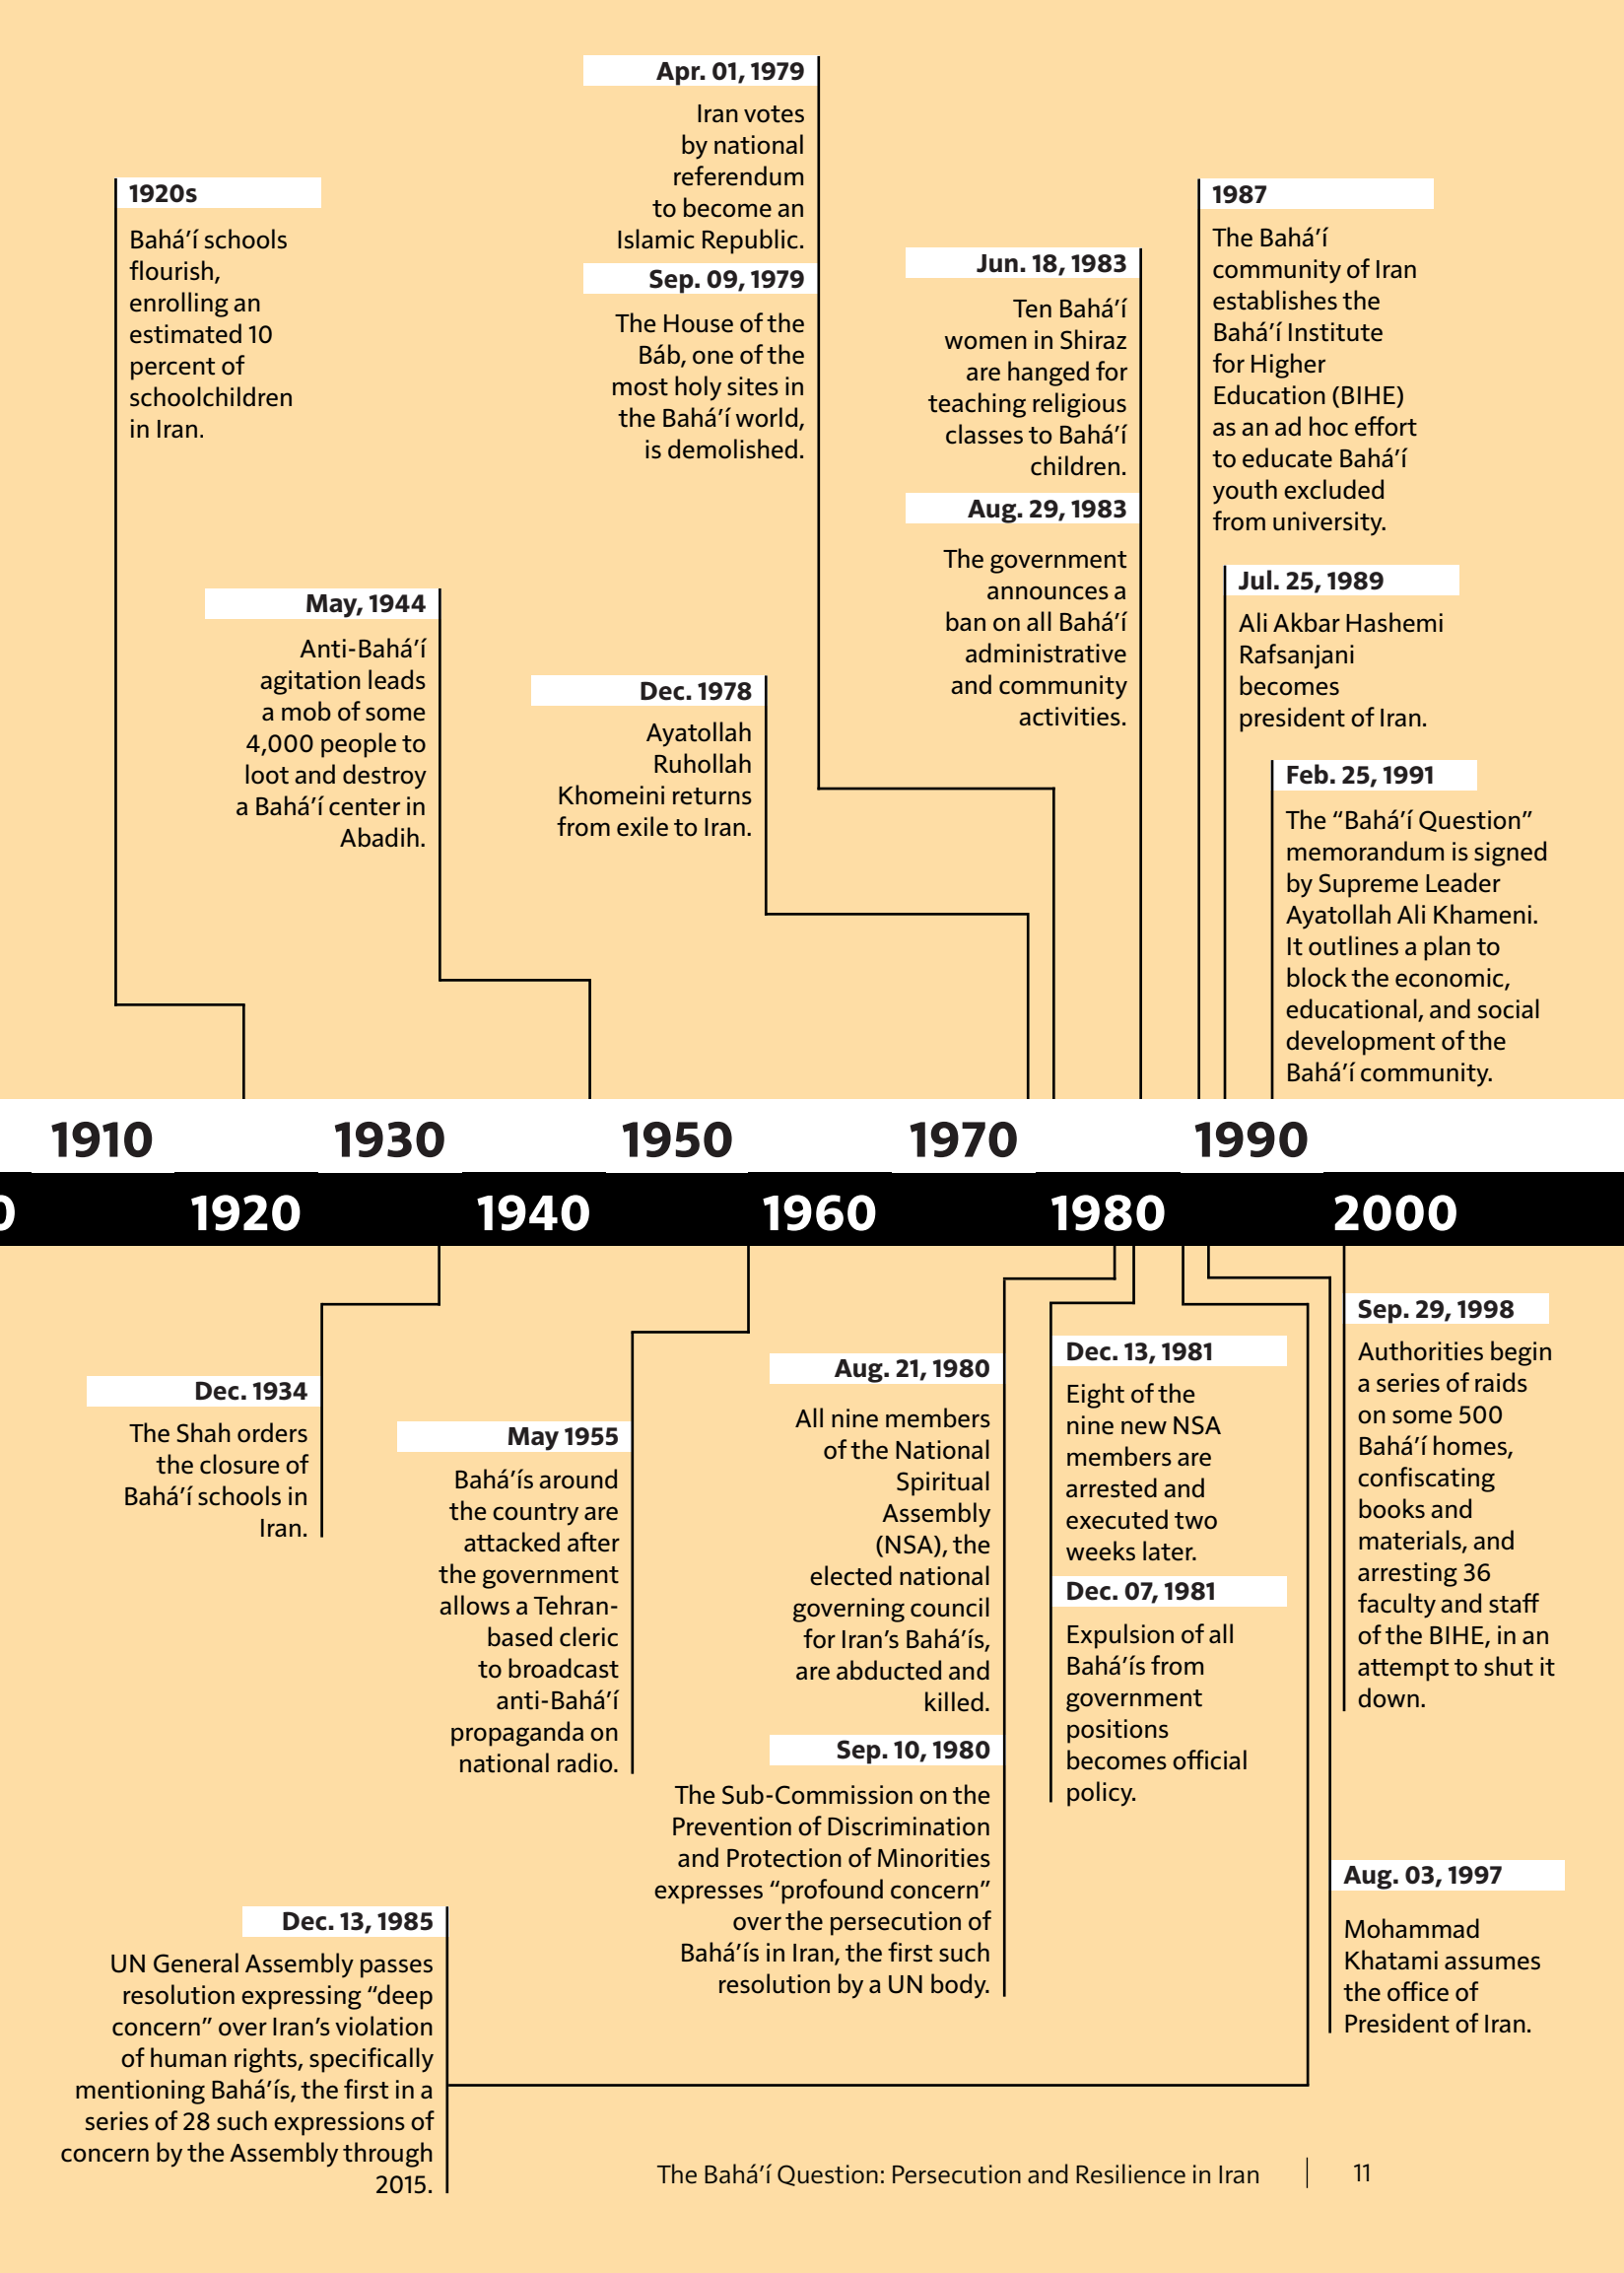 Apr. 01, 1979
Iran votes
by national
referendum
to become an
Islamic Republic.
Sep. 09, 1979
The House of the
Báb, one of the
most holy sites in
the Bahá’í world,
is demolished.
1920s
Bahá’í schools
flourish,
enrolling an
estimated 10
percent of
schoolchildren
in Iran.
Jun. 18, 1983
Ten Bahá’í
women in Shiraz
are hanged for
teaching religious
classes to Bahá’í
children.
Aug. 29, 1983
The government
announces a
ban on all Bahá’í
administrative
and community
activities.
1987
The Bahá’í
community of Iran
establishes the
Bahá’í Institute
for Higher
Education (BIHE)
as an ad hoc effort
to educate Bahá’í
youth excluded
from university.
May, 1944
Anti-Bahá’í
agitation leads
a mob of some
4,000 people to
loot and destroy
a Bahá’í center in
Abadih.
Dec. 1978
Ayatollah
Ruhollah
Khomeini returns
from exile to Iran.
Jul. 25, 1989
Ali Akbar Hashemi
Rafsanjani
becomes
president of Iran.
Feb. 25, 1991
The “Bahá’í Question”
memorandum is signed
by Supreme Leader
Ayatollah Ali Khameni.
It outlines a plan to
block the economic,
educational, and social
development of the
Bahá’í community.
1910 1930 1950 1970 1990
0 1920 1940 1960 1980 2000
Dec. 1934
The Shah orders
the closure of
Bahá’í schools in
Iran.
May 1955
Bahá’ís around
the country are
attacked after
the government
allows a Tehran-
based cleric
to broadcast
anti-Bahá’í
propaganda on
national radio.
Aug. 21, 1980
All nine members
of the National
Spiritual
Assembly
(NSA), the
elected national
governing council
for Iran’s Bahá’ís,
are abducted and
killed.
Sep. 10, 1980
The Sub-Commission on the
Prevention of Discrimination
and Protection of Minorities
expresses “profound concern”
over the persecution of
Bahá’ís in Iran, the first such
resolution by a UN body.
Dec. 13, 1981
Eight of the
nine new NSA
members are
arrested and
executed two
weeks later.
Dec. 07, 1981
Expulsion of all
Bahá’ís from
government
positions
becomes official
policy.
Sep. 29, 1998
Authorities begin
a series of raids
on some 500
Bahá’í homes,
confiscating
books and
materials, and
arresting 36
faculty and staff
of the BIHE, in an
attempt to shut it
down.
Aug. 03, 1997
Mohammad
Khatami assumes
the office of
President of Iran.
Dec. 13, 1985
UN General Assembly passes
resolution expressing “deep
concern” over Iran’s violation
of human rights, specifically
mentioning Bahá’ís, the first in a
series of 28 such expressions of
concern by the Assembly through
2015.
The Bahá’í Question: Persecution and Resilience in Iran 11